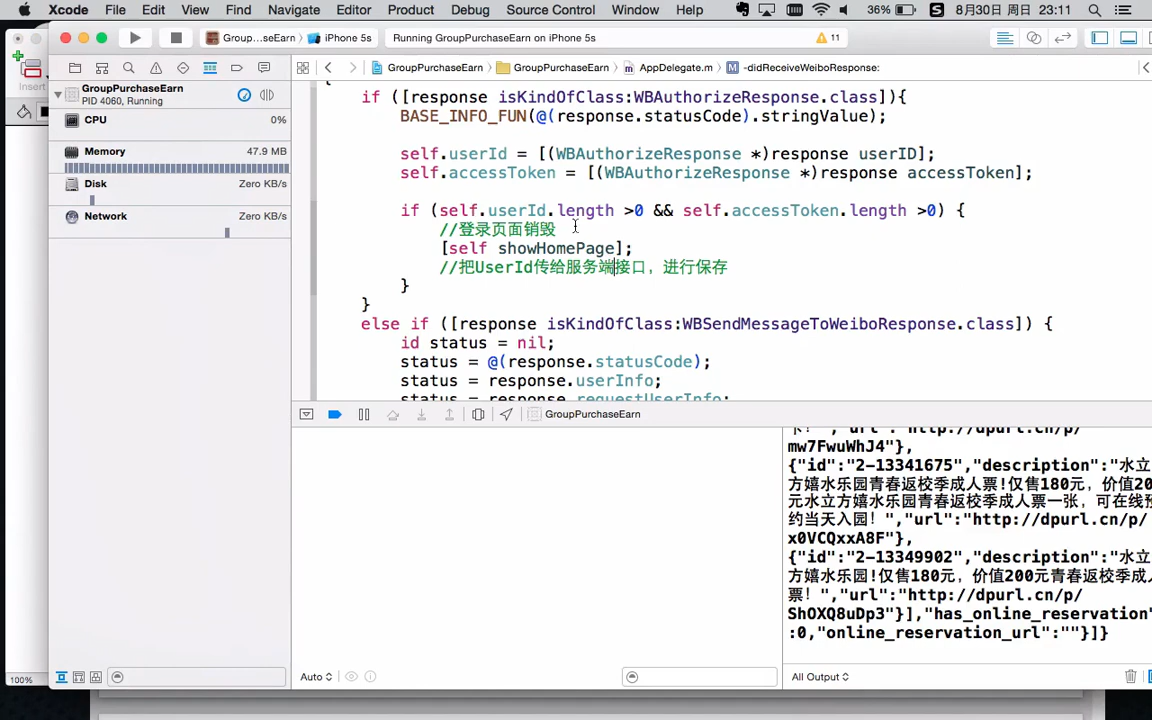 Xcode File Edit View Find Navigate Editor Product Debug Source Control Window Help 36% 8月30日 周日 23:11
Group...seEarn iPhone 5s Running GroupPurchaseEarn on iPhone 5s 11
Insert
GroupPurchaseEarn GroupPurchaseEarn AppDelegate.m M -didReceiveWeiboResponse:
GroupPurchaseEarn
PID 4060, Running
CPU 0%
Memory 47.9 MB
Disk Zero KB/s
Network Zero KB/s
if ([response isKindOfClass:WBAuthorizeResponse.class]){
BASE_INFO_FUN(@(response.statusCode).stringValue);
self.userId = [(WBAuthorizeResponse *)response userID];
self.accessToken = [(WBAuthorizeResponse *)response accessToken];
if (self.userId.length >0 && self.accessToken.length >0) {
//登录页面销毁
[self showHomePage];
//把UserId传给服务端接口，进行保存
}
}
else if ([response isKindOfClass:WBSendMessageToWeiboResponse.class]) {
id status = nil;
status = @(response.statusCode);
status = response.userInfo;
status = response.requestUserInfo;
GroupPurchaseEarn
卡！","url":"http://dpurl.cn/p/
mw7FwuWhJ4"},
{"id":"2-13341675","description":"水立
方嬉水乐园青春返校季成人票!仅售180元，价值20
元水立方嬉水乐园青春返校季成人票一张，可在线预
约当天入园！","url":"http://dpurl.cn/p/
x0VCQxxA8F"},
{"id":"2-13349902","description":"水立
方嬉水乐园!仅售180元，价值200元青春返校季成人
票！","url":"http://dpurl.cn/p/
ShOXQ8uDp3"}],"has_online_reservation"
:0,"online_reservation_url":""}]}
100%
Auto
All Output